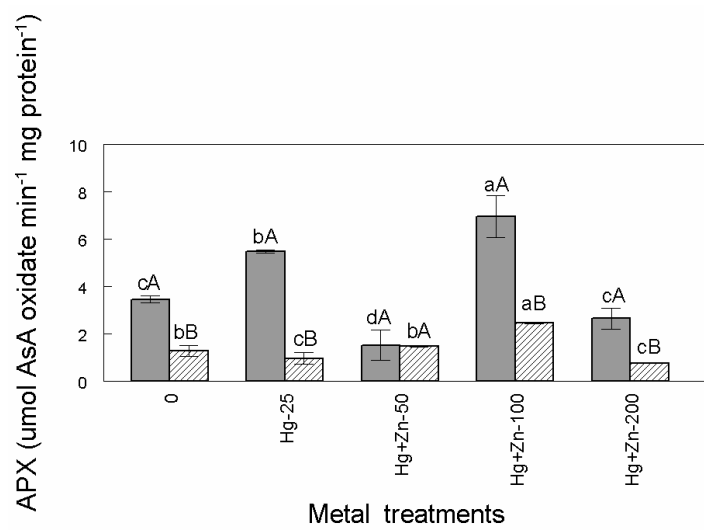 APX (umol AsA oxidate min⁻¹ mg protein⁻¹)
10
8
6
4
2
0
cA
bB
bA
cB
dA
bA
aA
aB
cA
cB
0
Hg-25
Hg+Zn-50
Hg+Zn-100
Hg+Zn-200
Metal treatments